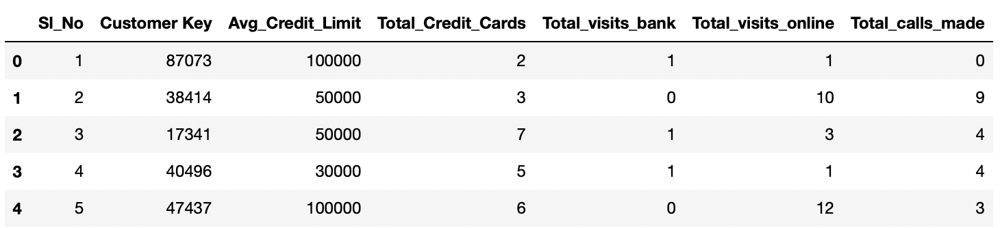 Sl_No Customer Key Avg_Credit_Limit Total_Credit_Cards Total_visits_bank Total_visits_online Total_calls_made
0 1 87073 100000 2 1 1 0
1 2 38414 50000 3 0 10 9
2 3 17341 50000 7 1 3 4
3 4 40496 30000 5 1 1 4
4 5 47437 100000 6 0 12 3